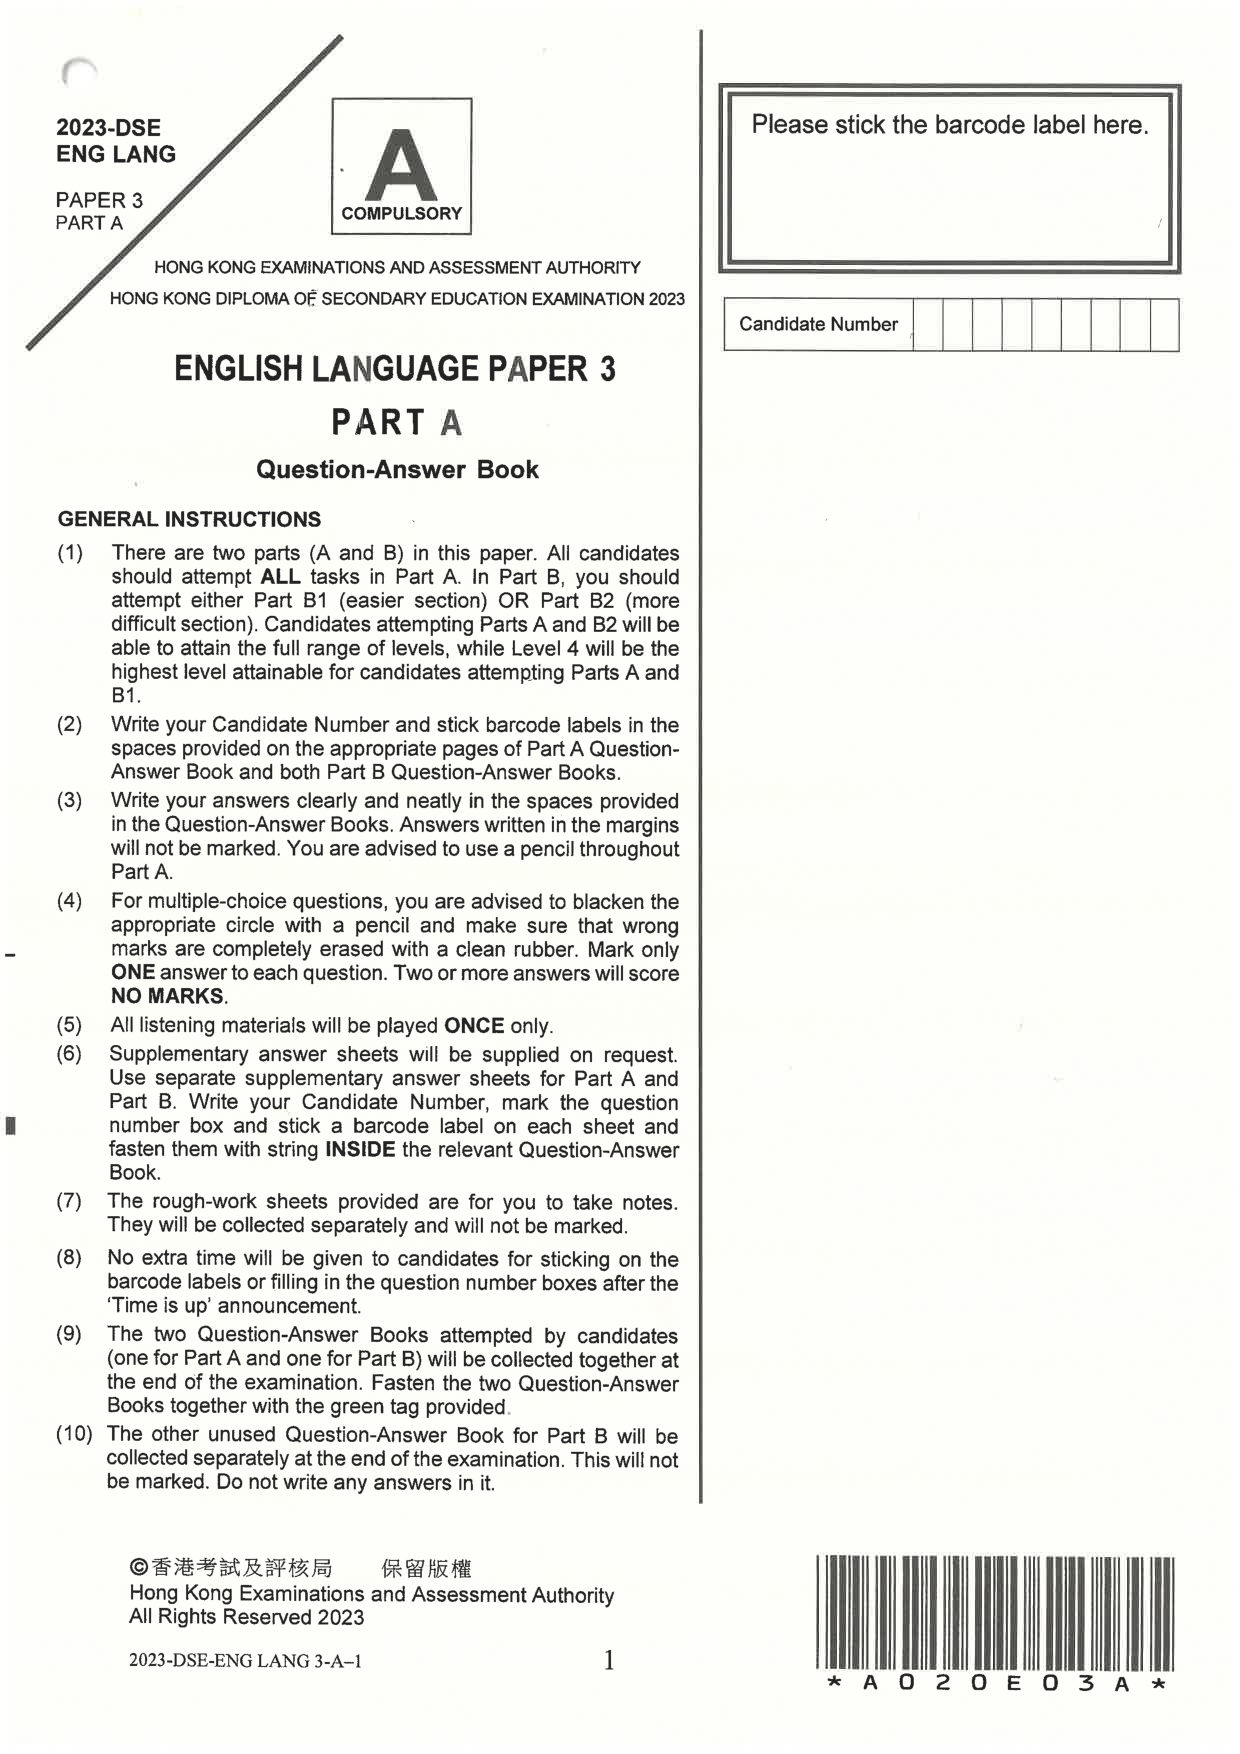 2023-DSE
ENG LANG
PAPER 3
PART A
A
COMPULSORY
HONG KONG EXAMINATIONS AND ASSESSMENT AUTHORITY
HONG KONG DIPLOMA OF SECONDARY EDUCATION EXAMINATION 2023
ENGLISH LANGUAGE PAPER 3
PART A
Question-Answer Book
GENERAL INSTRUCTIONS
(1) There are two parts (A and B) in this paper. All candidates
should attempt ALL tasks in Part A. In Part B, you should
attempt either Part B1 (easier section) OR Part B2 (more
difficult section). Candidates attempting Parts A and B2 will be
able to attain the full range of levels, while Level 4 will be the
highest level attainable for candidates attempting Parts A and
B1.
(2) Write your Candidate Number and stick barcode labels in the
spaces provided on the appropriate pages of Part A Question-
Answer Book and both Part B Question-Answer Books.
(3) Write your answers clearly and neatly in the spaces provided
in the Question-Answer Books. Answers written in the margins
will not be marked. You are advised to use a pencil throughout
Part A.
(4) For multiple-choice questions, you are advised to blacken the
appropriate circle with a pencil and make sure that wrong
marks are completely erased with a clean rubber. Mark only
ONE answer to each question. Two or more answers will score
NO MARKS.
(5) All listening materials will be played ONCE only.
(6) Supplementary answer sheets will be supplied on request.
Use separate supplementary answer sheets for Part A and
Part B. Write your Candidate Number, mark the question
number box and stick a barcode label on each sheet and
fasten them with string INSIDE the relevant Question-Answer
Book.
(7) The rough-work sheets provided are for you to take notes.
They will be collected separately and will not be marked.
(8) No extra time will be given to candidates for sticking on the
barcode labels or filling in the question number boxes after the
‘Time is up’ announcement.
(9) The two Question-Answer Books attempted by candidates
(one for Part A and one for Part B) will be collected together at
the end of the examination. Fasten the two Question-Answer
Books together with the green tag provided.
(10) The other unused Question-Answer Book for Part B will be
collected separately at the end of the examination. This will not
be marked. Do not write any answers in it.
©香港考試及評核局 保留版權
Hong Kong Examinations and Assessment Authority
All Rights Reserved 2023
2023-DSE-ENG LANG 3-A–1
1
Please stick the barcode label here.
Candidate Number
* A 0 2 0 E 0 3 A *